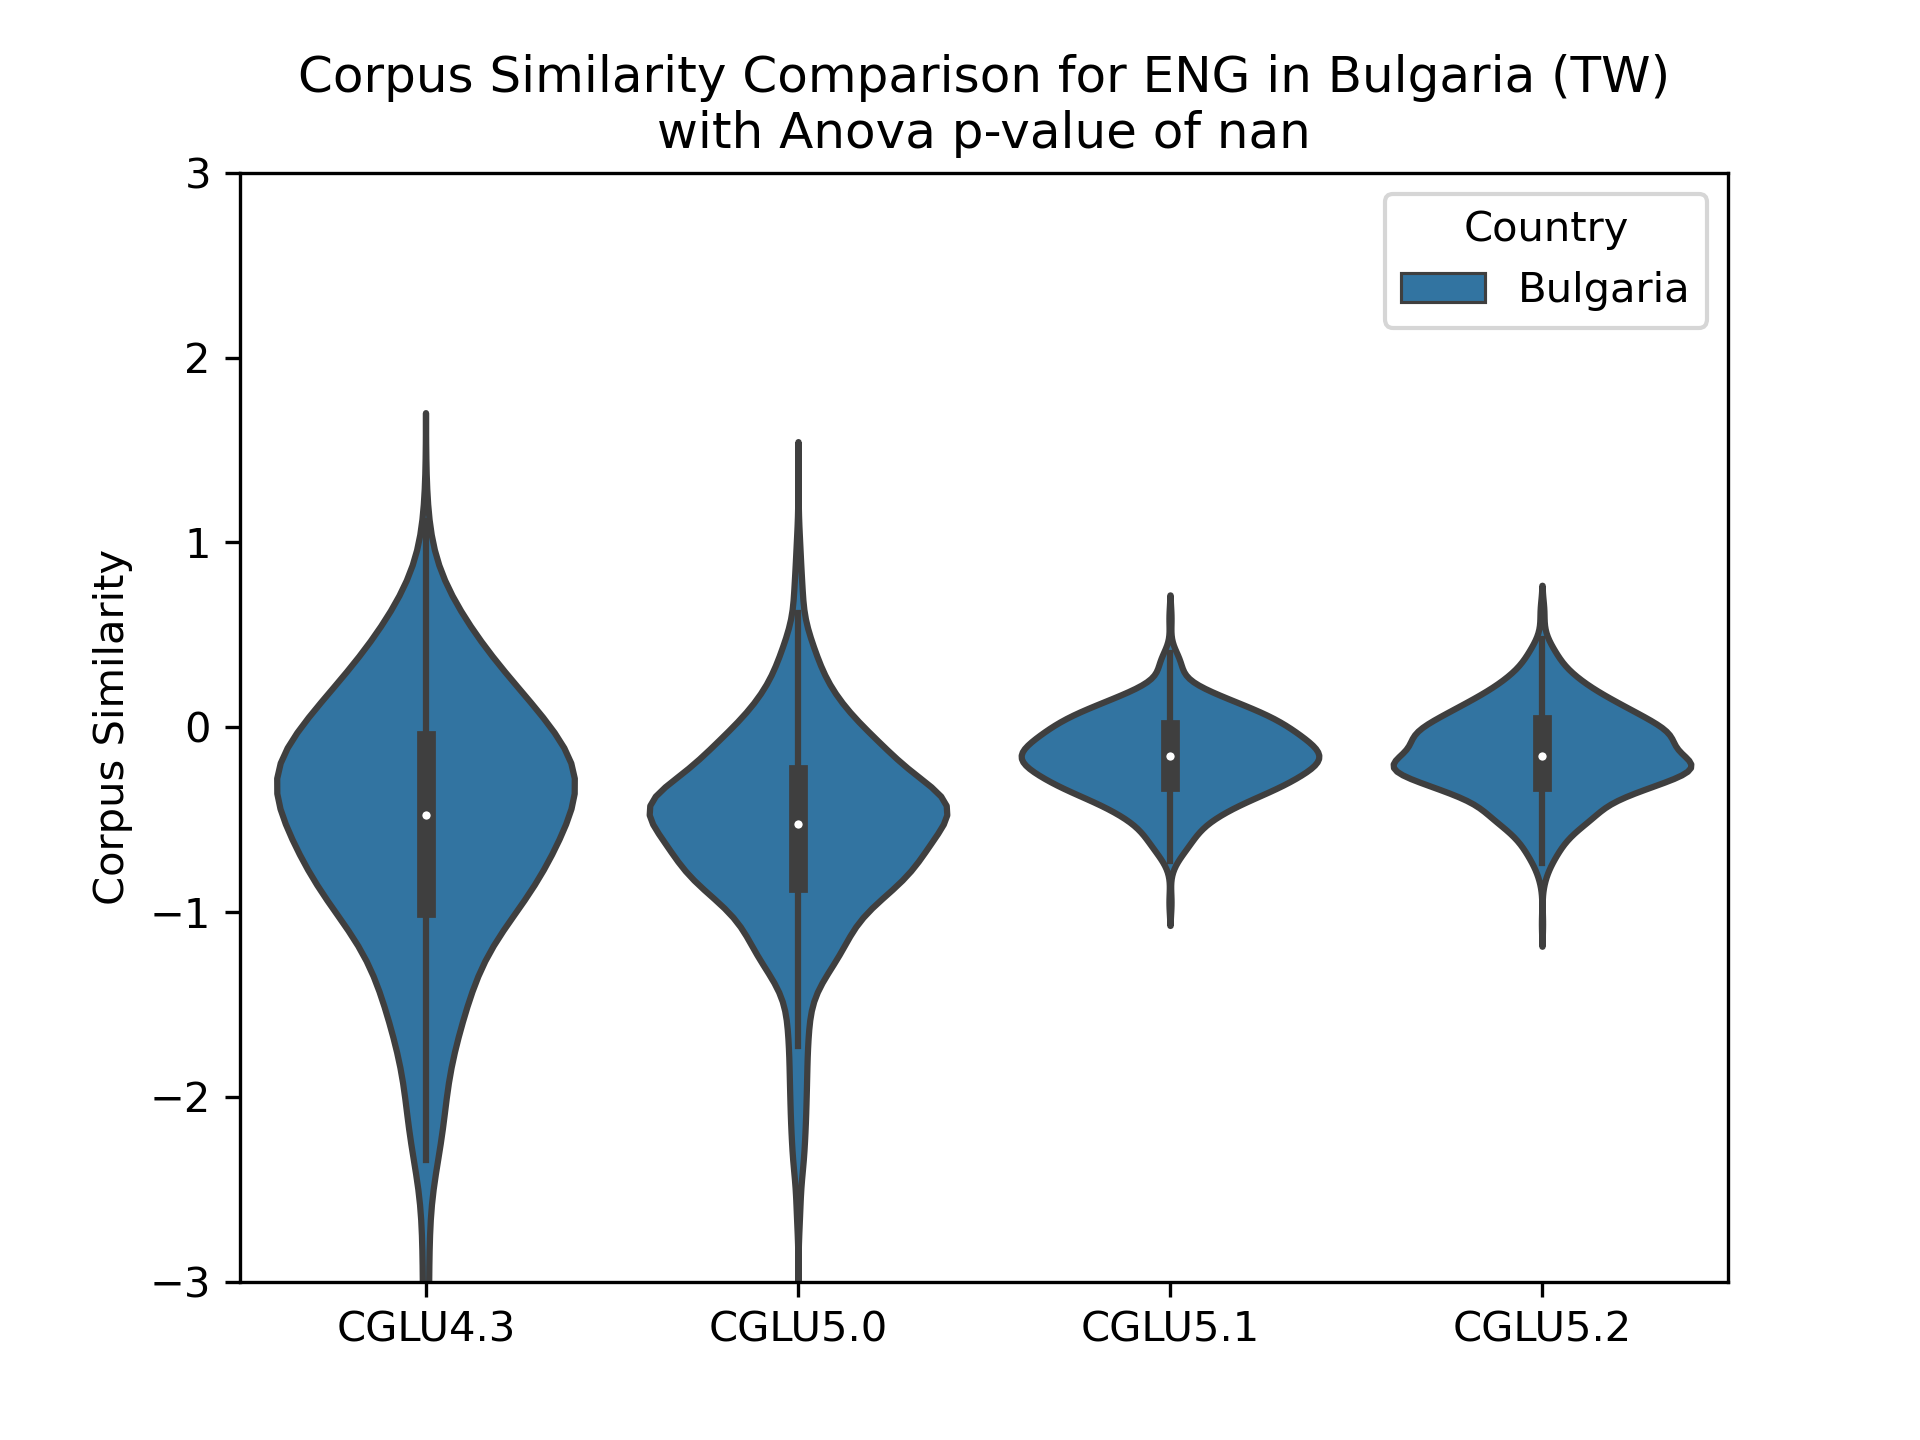 Corpus Similarity Comparison for ENG in Bulgaria (TW)
with Anova p-value of nan
Country
Bulgaria
Corpus Similarity
3
2
1
0
−1
−2
−3
CGLU4.3
CGLU5.0
CGLU5.1
CGLU5.2